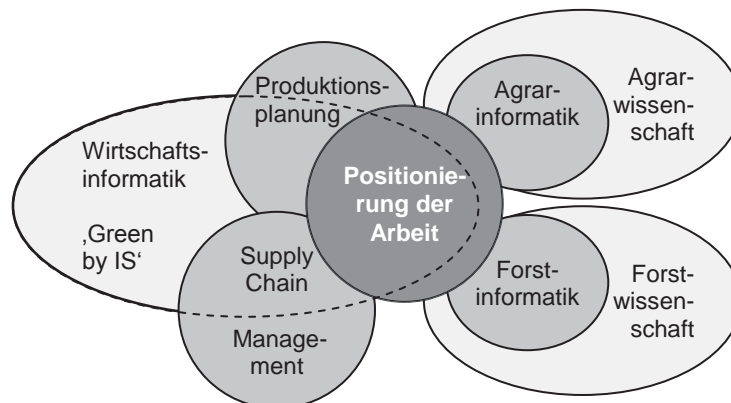 Produktions-
planung
Wirtschafts-
informatik
‚Green
by IS‘
Supply
Chain
Manage-
ment
Positionie-
rung der
Arbeit
Agrar-
informatik
Agrar-
wissen-
schaft
Forst-
informatik
Forst-
wissen-
schaft